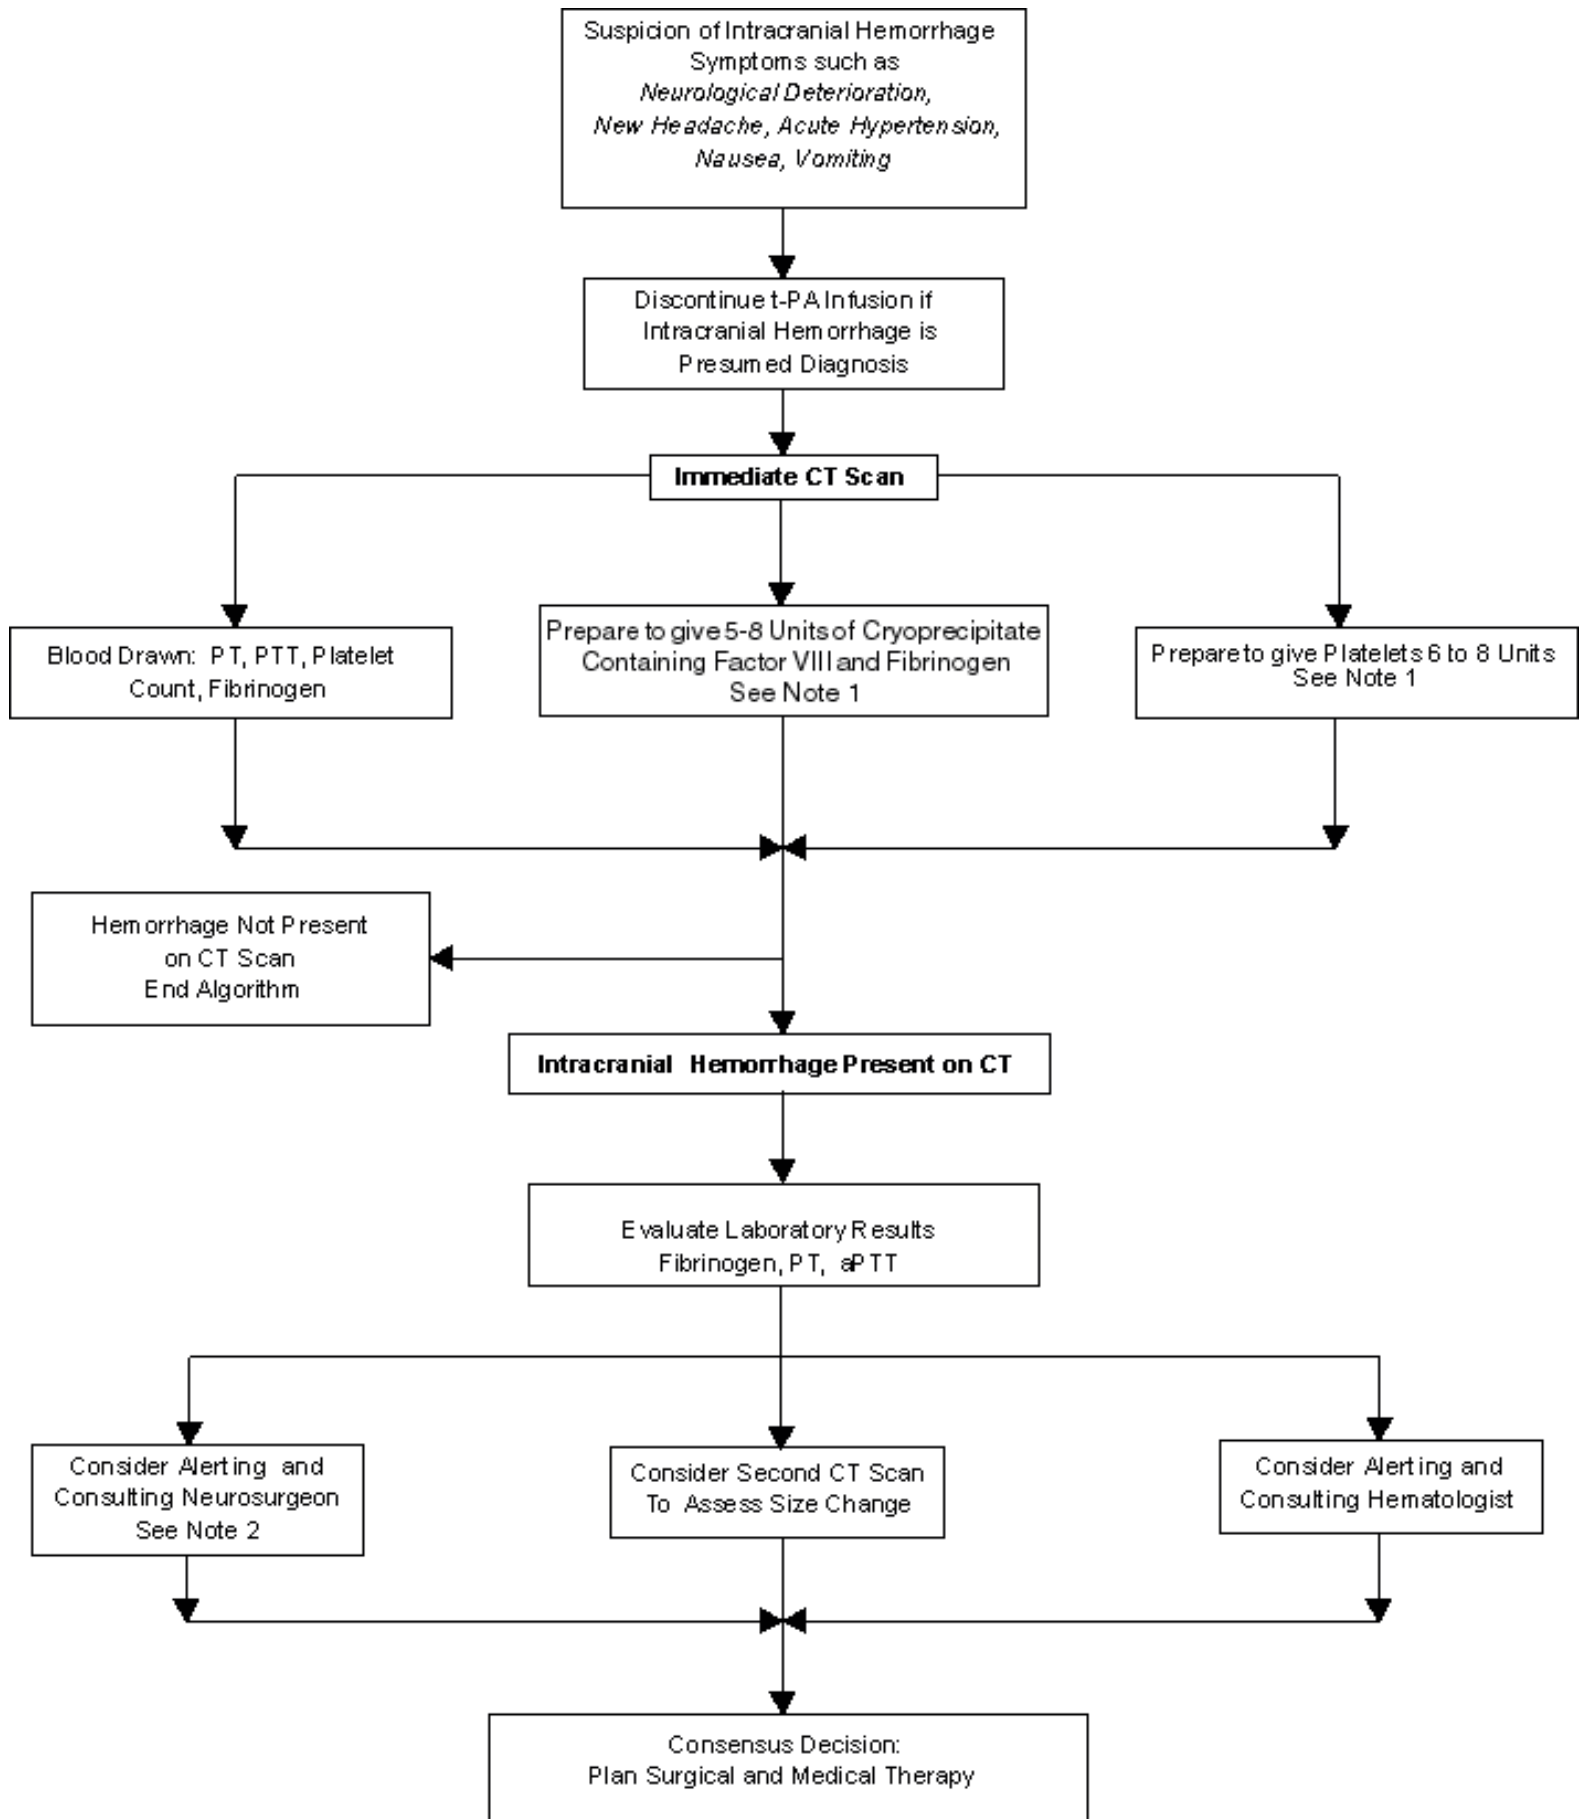 Suspicion of Intracranial Hemorrhage
Symptoms such as
Neurological Deterioration,
New Headache, Acute Hypertension,
Nausea, Vomiting
Discontinue t-PA Infusion if
Intracranial Hemorrhage is
Presumed Diagnosis
Immediate CT Scan
Blood Drawn: PT, PTT, Platelet
Count, Fibrinogen
Prepare to give 5-8 Units of Cryoprecipitate
Containing Factor VIII and Fibrinogen
See Note 1
Prepare to give Platelets 6 to 8 Units
See Note 1
Hemorrhage Not Present
on CT Scan
End Algorithm
Intracranial Hemorrhage Present on CT
Evaluate Laboratory Results
Fibrinogen, PT, aPTT
Consider Alerting and
Consulting Neurosurgeon
See Note 2
Consider Second CT Scan
To Assess Size Change
Consider Alerting and
Consulting Hematologist
Consensus Decision:
Plan Surgical and Medical Therapy